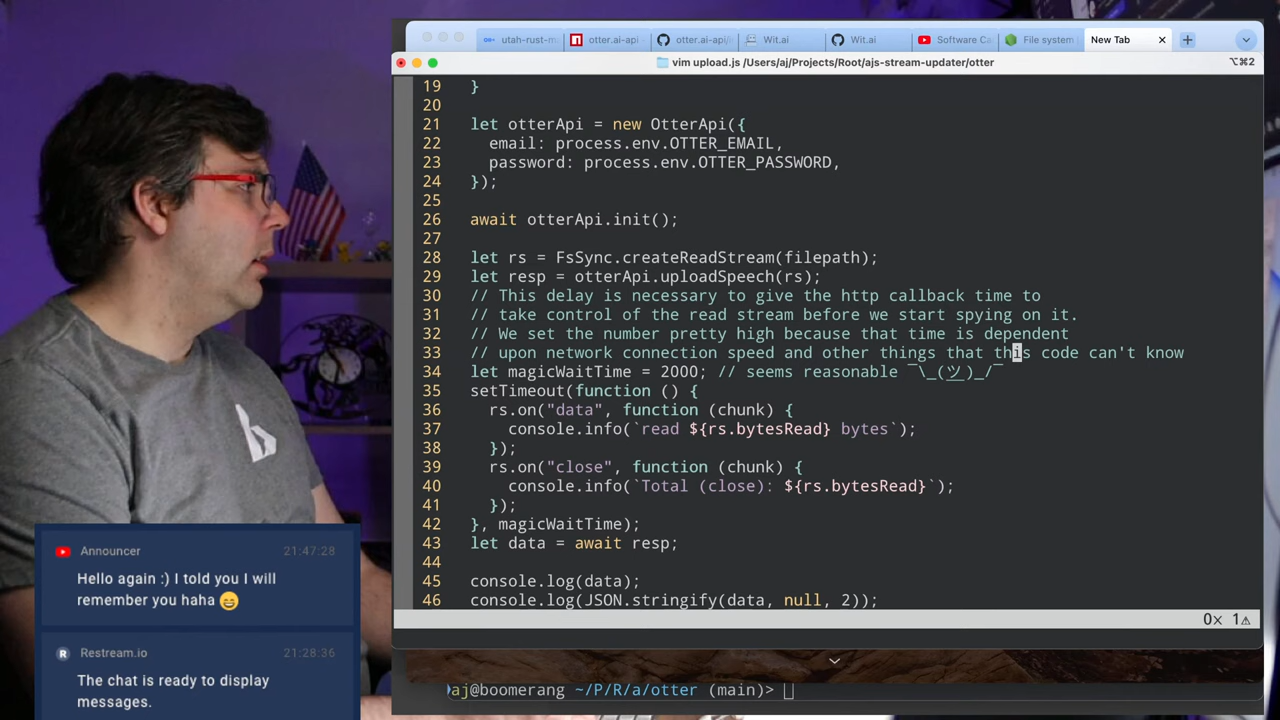 utah-rust-m
otter.ai-api
otter.ai-api/
Wit.ai
Wit.ai
Software Ca
File system
New Tab
vim upload.js /Users/aj/Projects/Root/ajs-stream-updater/otter
⌥⌘2
19 }
20
21 let otterApi = new OtterApi({
22 email: process.env.OTTER_EMAIL,
23 password: process.env.OTTER_PASSWORD,
24 });
25
26 await otterApi.init();
27
28 let rs = FsSync.createReadStream(filepath);
29 let resp = otterApi.uploadSpeech(rs);
30 // This delay is necessary to give the http callback time to
31 // take control of the read stream before we start spying on it.
32 // We set the number pretty high because that time is dependent
33 // upon network connection speed and other things that this code can't know
34 let magicWaitTime = 2000; // seems reasonable ¯\_(ツ)_/¯
35 setTimeout(function () {
36 rs.on("data", function (chunk) {
37 console.info(`read ${rs.bytesRead} bytes`);
38 });
39 rs.on("close", function (chunk) {
40 console.info(`Total (close): ${rs.bytesRead}`);
41 });
42 }, magicWaitTime);
43 let data = await resp;
44
45 console.log(data);
46 console.log(JSON.stringify(data, null, 2));
0× 1⚠
aj@boomerang ~/P/R/a/otter (main)>
Announcer 21:47:28
Hello again :) I told you I will
remember you haha 😄
Restream.io 21:28:36
The chat is ready to display
messages.